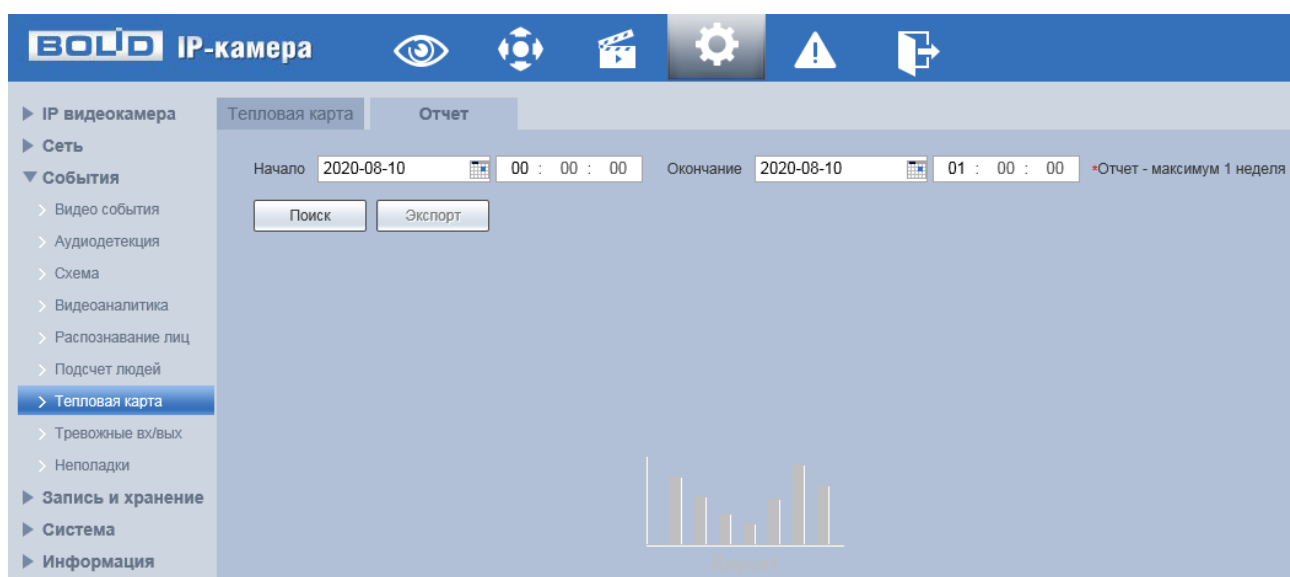 BOLID IP-камера
IP видеокамера
Сеть
События
Видео события
Аудиодетекция
Схема
Видеоаналитика
Распознавание лиц
Подсчет людей
Тепловая карта
Тревожные вх/вых
Неполадки
Запись и хранение
Система
Информация
Тепловая карта Отчет
Начало 2020-08-10 00 : 00 : 00 Окончание 2020-08-10 01 : 00 : 00 *Отчет - максимум 1 неделя
Поиск Экспорт